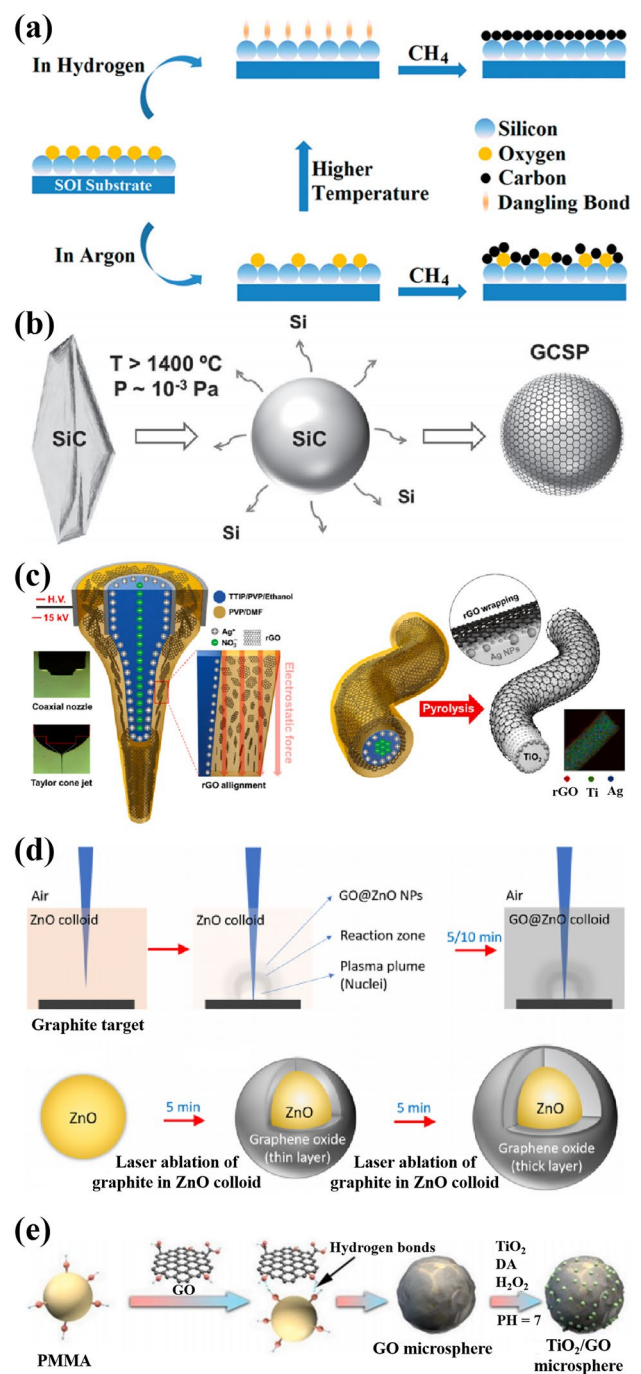 (a)
In Hydrogen
CH4
Silicon
Oxygen
Carbon
Dangling Bond
SOI Substrate
Higher
Temperature
In Argon
CH4
(b)
Si
GCSP
T > 1400 ºC
P ~ 10-3 Pa
SiC
SiC
Si
Si
(c)
H.V.
15 kV
TTIP/PVP/Ethanol
PVP/DMF
Ag+
NO3-
rGO
Coaxial nozzle
Taylor cone jet
Electrostatic force
rGO allignment
rGO wrapping
Ag NPs
Pyrolysis
TiO2
rGO Ti Ag
(d)
Air
ZnO colloid
ZnO colloid
GO@ZnO NPs
Reaction zone
Plasma plume
(Nuclei)
5/10 min
Air
GO@ZnO colloid
Graphite target
ZnO
5 min
ZnO
Graphene oxide
(thin layer)
5 min
ZnO
Graphene oxide
(thick layer)
Laser ablation of
graphite in ZnO colloid
Laser ablation of
graphite in ZnO colloid
(e)
GO
Hydrogen bonds
TiO2
DA
H2O2
PH = 7
PMMA
GO microsphere
TiO2/GO
microsphere